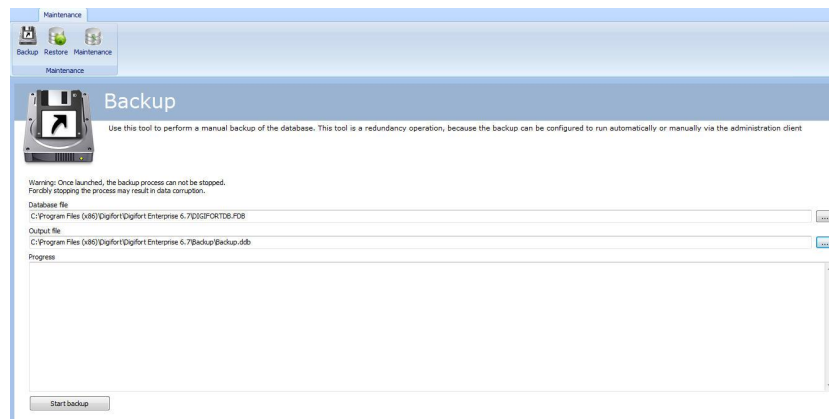 Maintenance
Backup Restore Maintenance
Maintenance
Backup
Use this tool to perform a manual backup of the database. This tool is a redundancy operation, because the backup can be configured to run automatically or manually via the administration client
Warning: Once launched, the backup process can not be stopped.
Forcibly stopping the process may result in data corruption.
Database file
C:\Program Files (x86)\Digifort\Digifort Enterprise 6.7\DIGIFORTDB.FDB
...
Output file
C:\Program Files (x86)\Digifort\Digifort Enterprise 6.7\Backup\Backup.ddb
...
Progress
Start backup